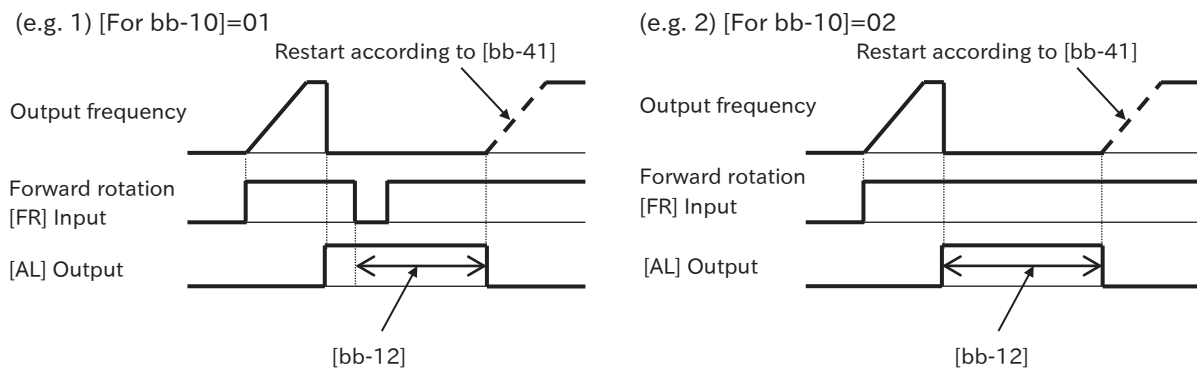 (e.g. 1) [For bb-10]=01
Restart according to [bb-41]
Output frequency
Forward rotation
[FR] Input
[AL] Output
[bb-12]
(e.g. 2) [For bb-10]=02
Restart according to [bb-41]
Output frequency
Forward rotation
[FR] Input
[AL] Output
[bb-12]